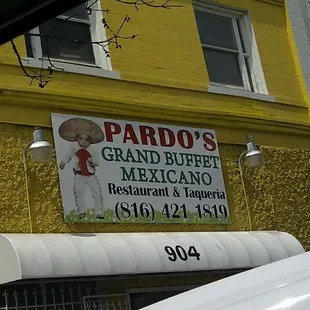 PARDO'S
GRAND BUFFET
MEXICANO
Restaurant & Taqueria
(816) 421 1819
904